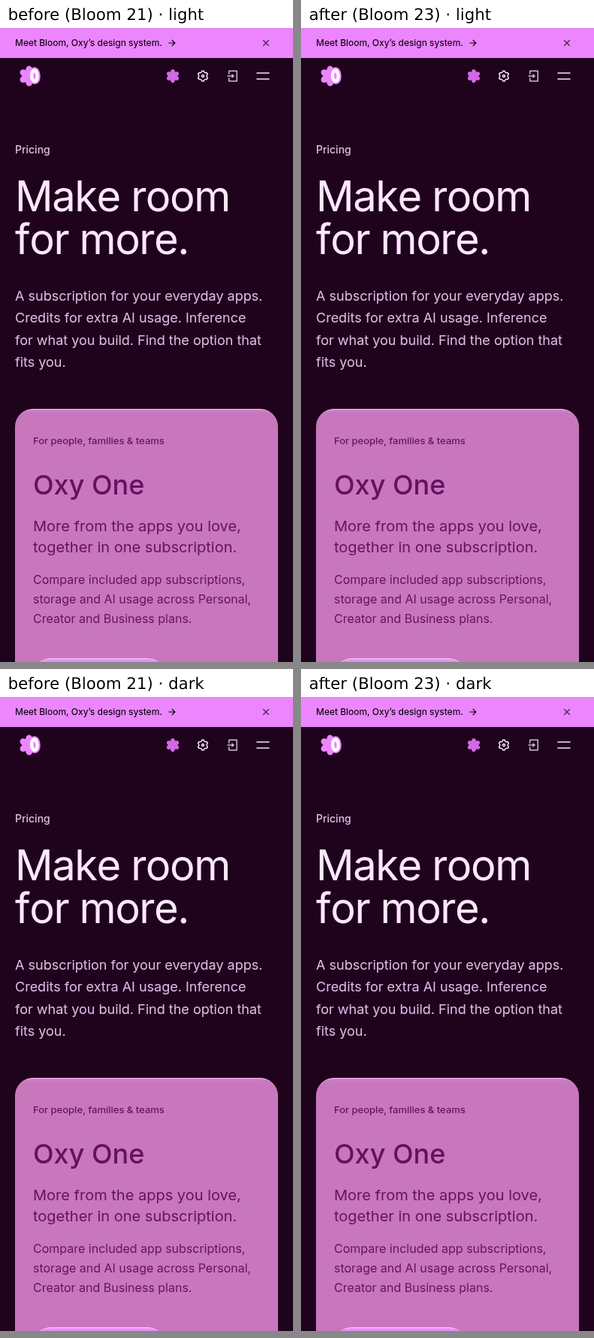 before (Bloom 21) · light
Meet Bloom, Oxy's design system. → ×
Pricing
Make room
for more.
A subscription for your everyday apps.
Credits for extra AI usage. Inference
for what you build. Find the option that
fits you.
For people, families & teams
Oxy One
More from the apps you love,
together in one subscription.
Compare included app subscriptions,
storage and AI usage across Personal,
Creator and Business plans.
after (Bloom 23) · light
Meet Bloom, Oxy's design system. → ×
Pricing
Make room
for more.
A subscription for your everyday apps.
Credits for extra AI usage. Inference
for what you build. Find the option that
fits you.
For people, families & teams
Oxy One
More from the apps you love,
together in one subscription.
Compare included app subscriptions,
storage and AI usage across Personal,
Creator and Business plans.
before (Bloom 21) · dark
Meet Bloom, Oxy's design system. → ×
Pricing
Make room
for more.
A subscription for your everyday apps.
Credits for extra AI usage. Inference
for what you build. Find the option that
fits you.
For people, families & teams
Oxy One
More from the apps you love,
together in one subscription.
Compare included app subscriptions,
storage and AI usage across Personal,
Creator and Business plans.
after (Bloom 23) · dark
Meet Bloom, Oxy's design system. → ×
Pricing
Make room
for more.
A subscription for your everyday apps.
Credits for extra AI usage. Inference
for what you build. Find the option that
fits you.
For people, families & teams
Oxy One
More from the apps you love,
together in one subscription.
Compare included app subscriptions,
storage and AI usage across Personal,
Creator and Business plans.